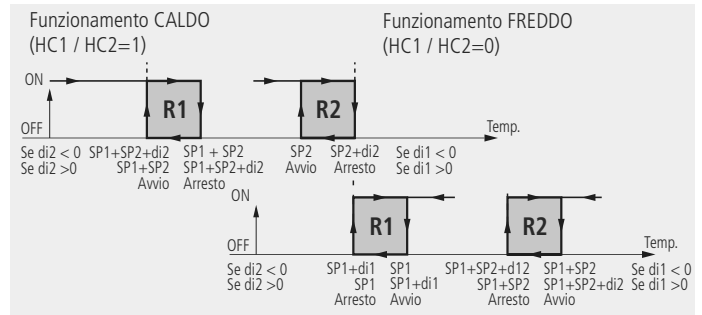 Funzionamento CALDO
(HC1 / HC2=1)
Funzionamento FREDDO
(HC1 / HC2=0)
ON
R1
R2
OFF
Temp.
Se di2 < 0 SP1+SP2+di2 SP1 + SP2 SP2 SP2+di2 Se di1 < 0
Se di2 >0 SP1+SP2 SP1+SP2+di2 Avvio Arresto Se di1 >0
Avvio Arresto
ON
R1
R2
OFF
Temp.
Se di2 < 0 SP1+di1 SP1 SP1+SP2+d12 SP1+SP2 Se di1 < 0
Se di2 >0 SP1 SP1+di1 SP1+SP2 SP1+SP2+di2 Se di1 >0
Arresto Avvio Arresto Avvio